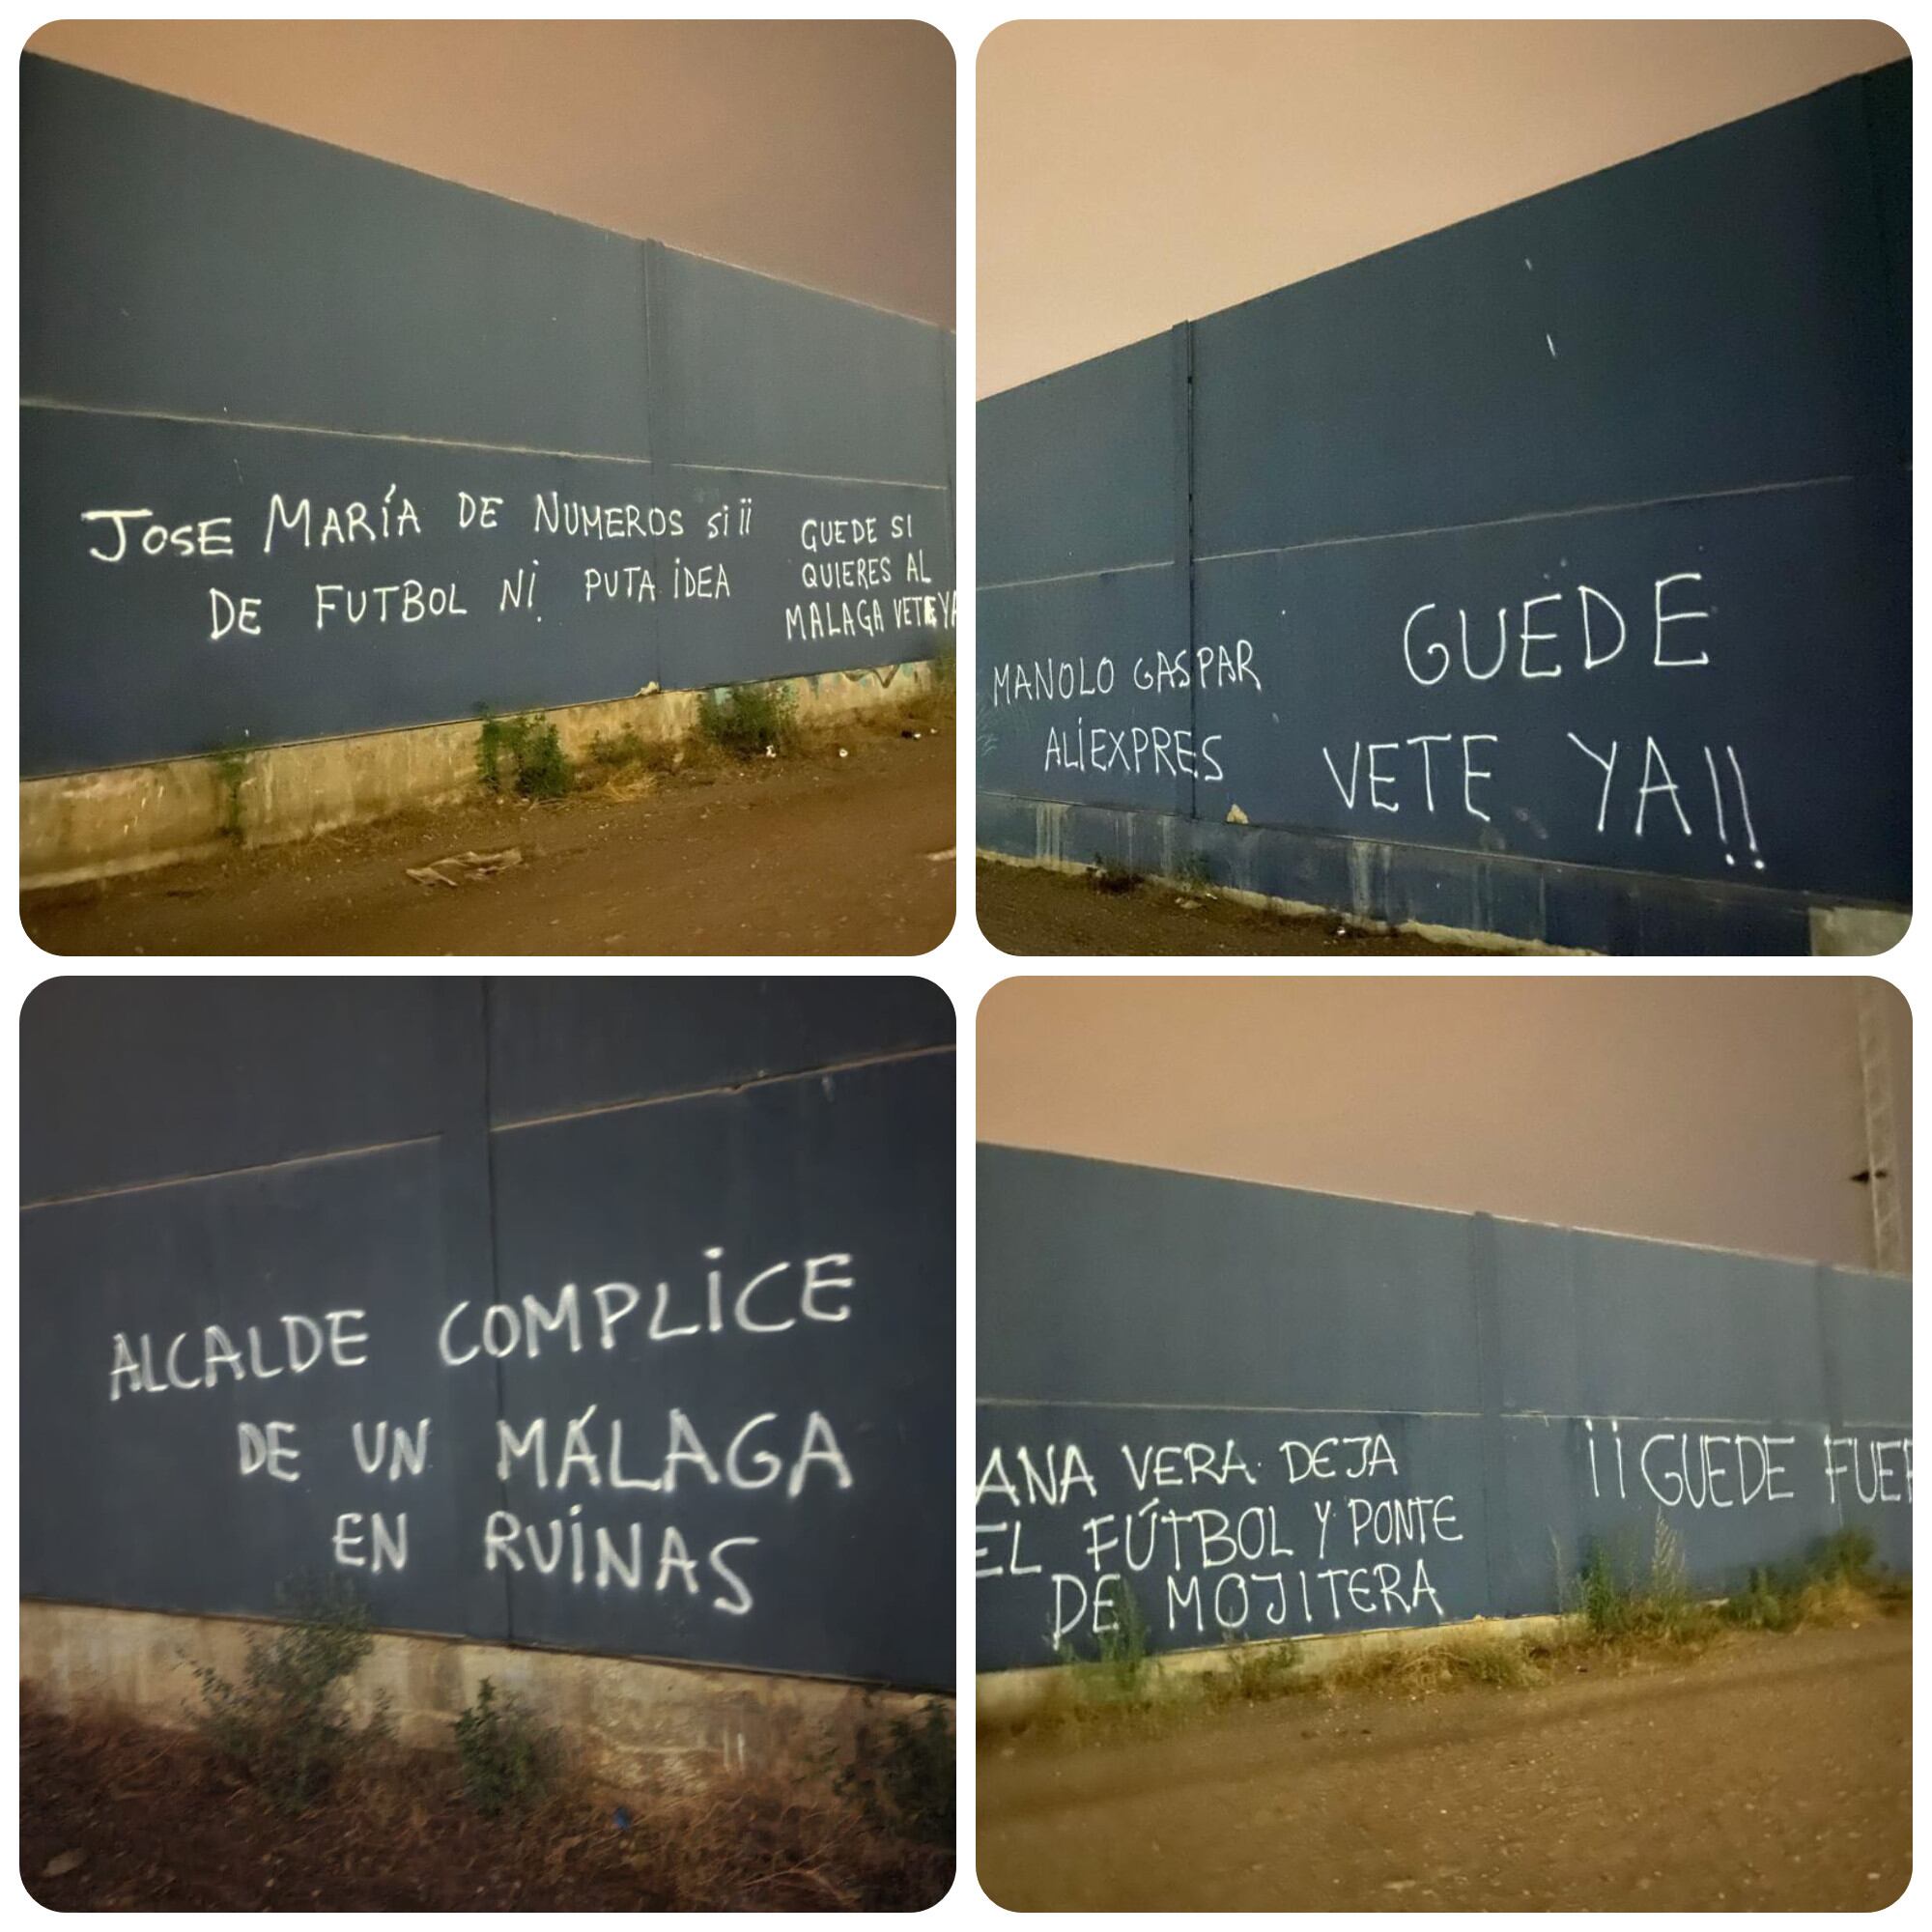 JOSE MARÍA DE NUMEROS Si ¡¡
DE FUTBOL Ni PUTA iDEA
GUEDE SI
QUIERES AL
MALAGA VETE YA
MANOLO GASPAR
ALiEXPRES
GUEDE
VETE YA!!
ALCALDE COMPLiCE
DE UN MÁLAGA
EN RUiNAS
ANA VERA DEJA
EL FÚTBOL Y PONTE
DE MOJITERA
¡¡GUEDE FUER